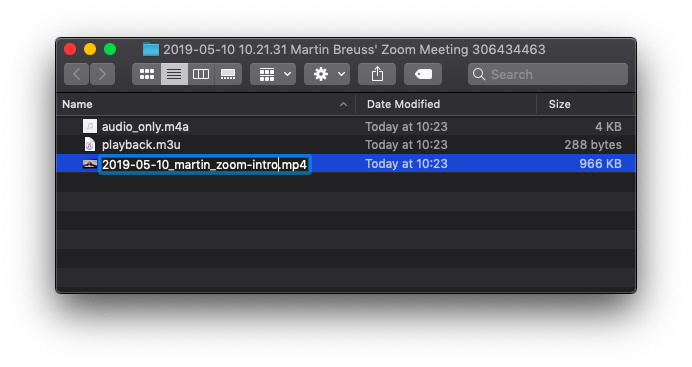 2019-05-10 10.21.31 Martin Breuss' Zoom Meeting 306434463
Search
Name Date Modified Size
audio_only.m4a Today at 10:23 4 KB
playback.m3u Today at 10:23 288 bytes
2019-05-10_martin_zoom-intro.mp4 Today at 10:23 966 KB